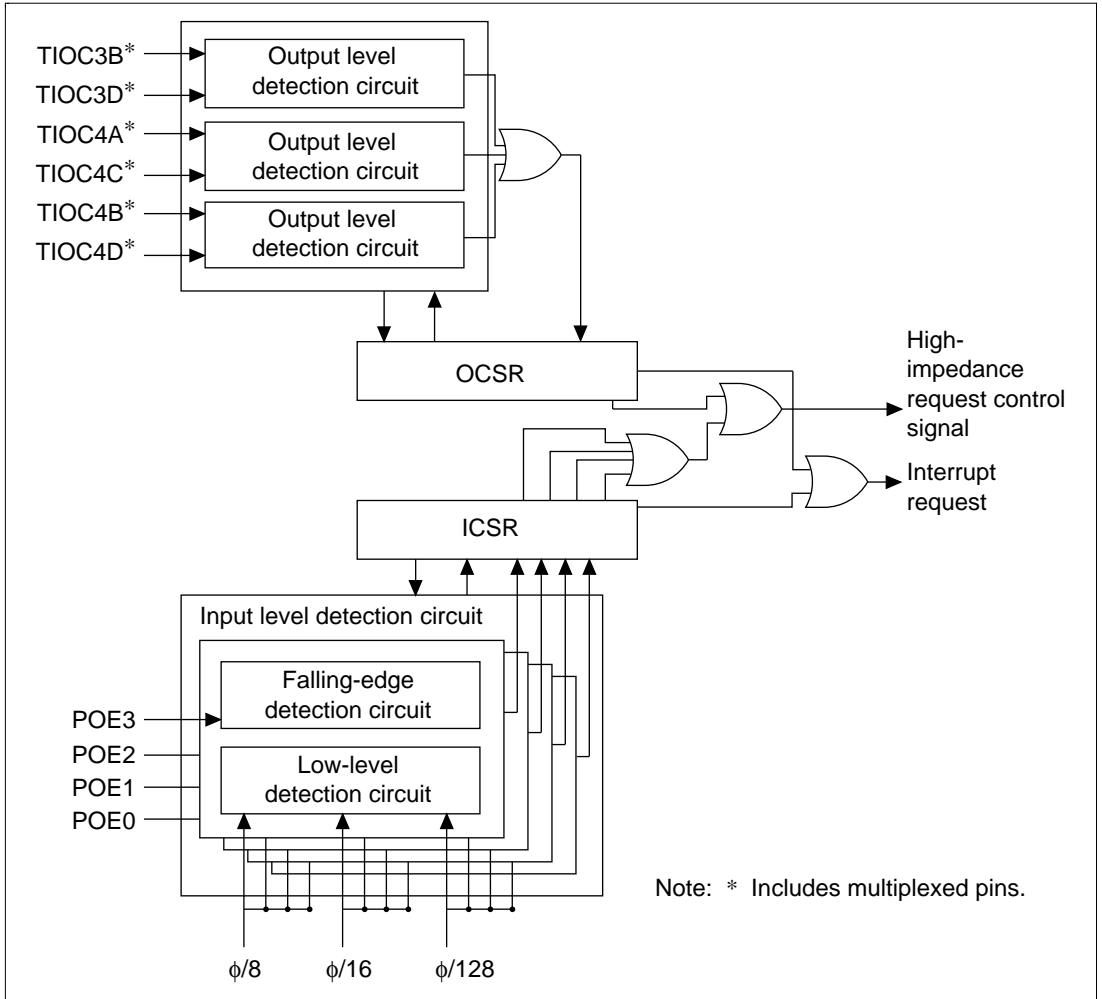 TIOC3B*
TIOC3D*
TIOC4A*
TIOC4C*
TIOC4B*
TIOC4D*
Output level
detection circuit
Output level
detection circuit
Output level
detection circuit
OCSR
High-
impedance
request control
signal
Interrupt
request
ICSR
Input level detection circuit
Falling-edge
detection circuit
Low-level
detection circuit
POE3
POE2
POE1
POE0
Note: * Includes multiplexed pins.
ϕ/8
ϕ/16
ϕ/128